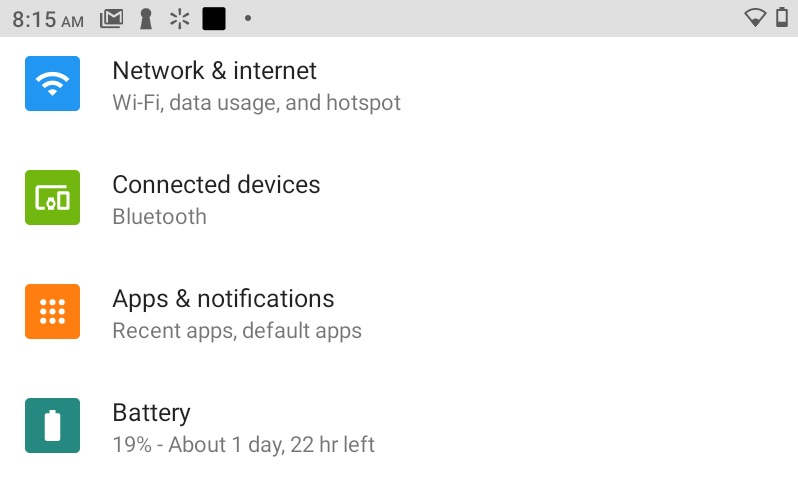 8:15 AM
Network & internet
Wi-Fi, data usage, and hotspot
Connected devices
Bluetooth
Apps & notifications
Recent apps, default apps
Battery
19% - About 1 day, 22 hr left